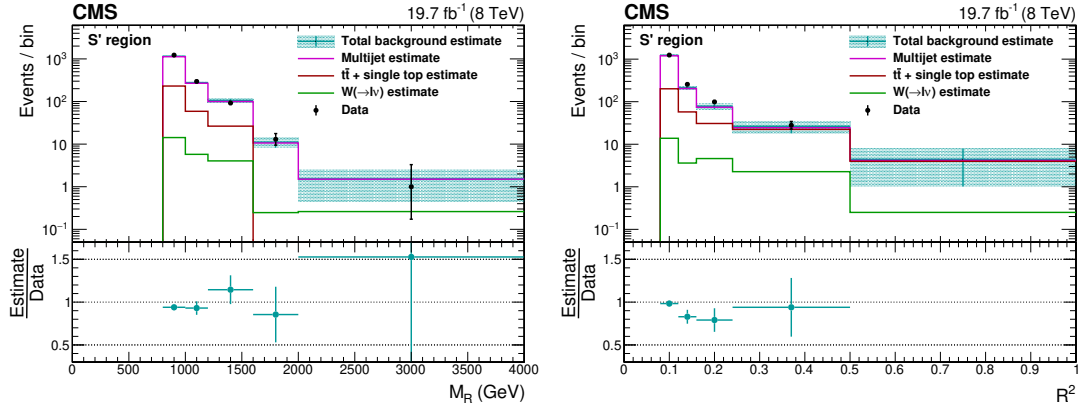 CMS 19.7 fb⁻¹ (8 TeV)
S' region
Total background estimate
Multijet estimate
tt̄ + single top estimate
W(→lν) estimate
Data
Events / bin
10³
10²
10
1
10⁻¹
Estimate
Data
1.5
1
0.5
0 500 1000 1500 2000 2500 3000 3500 4000
M_R (GeV)
CMS 19.7 fb⁻¹ (8 TeV)
S' region
Total background estimate
Multijet estimate
tt̄ + single top estimate
W(→lν) estimate
Data
Events / bin
10³
10²
10
1
10⁻¹
Estimate
Data
1.5
1
0.5
0 0.1 0.2 0.3 0.4 0.5 0.6 0.7 0.8 0.9 1
R²